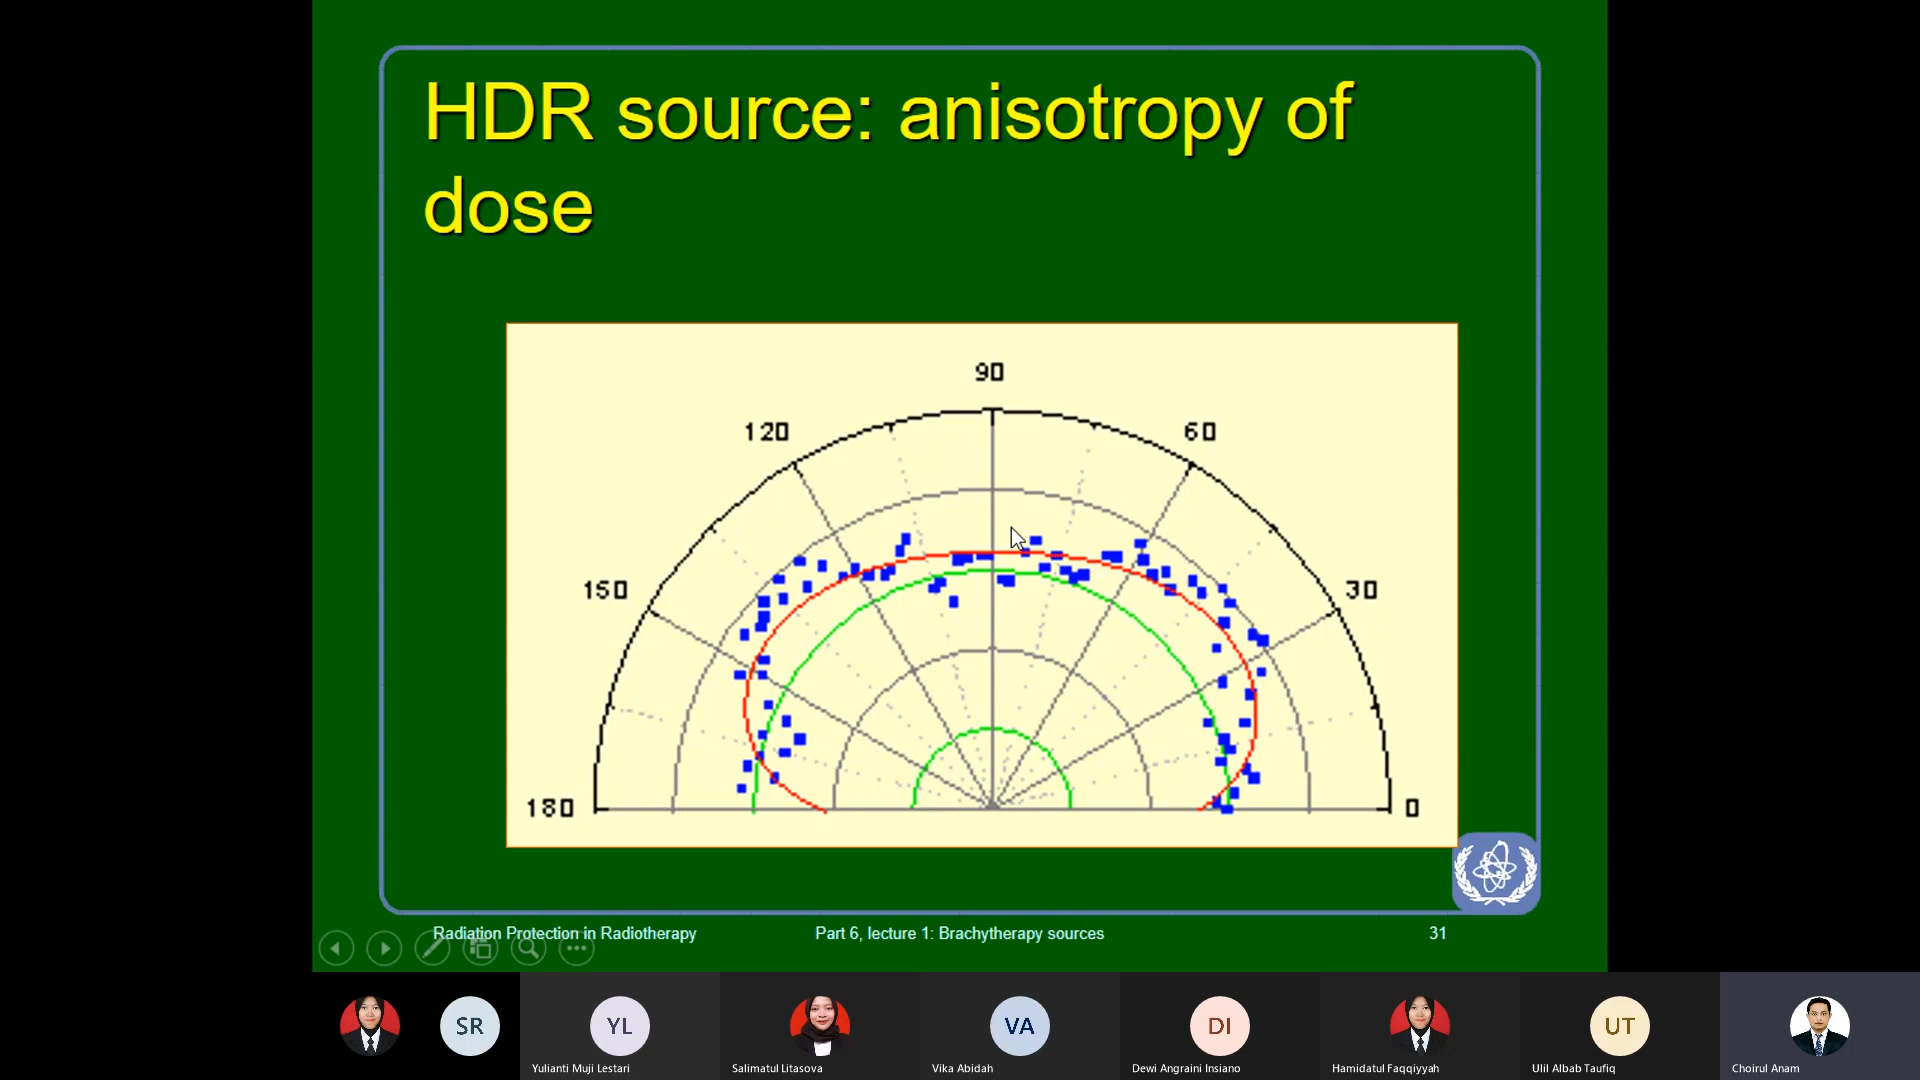 HDR source: anisotropy of
dose
90
120
60
150
30
180
0
Radiation Protection in Radiotherapy
Part 6, lecture 1: Brachytherapy sources
31
SR
YL
VA
DI
UT
Yulianti Muji Lestari
Salimatul Litasova
Vika Abidah
Dewi Angraini Insiano
Hamidatul Faqqiyyah
Ulil Albab Taufiq
Choirul Anam